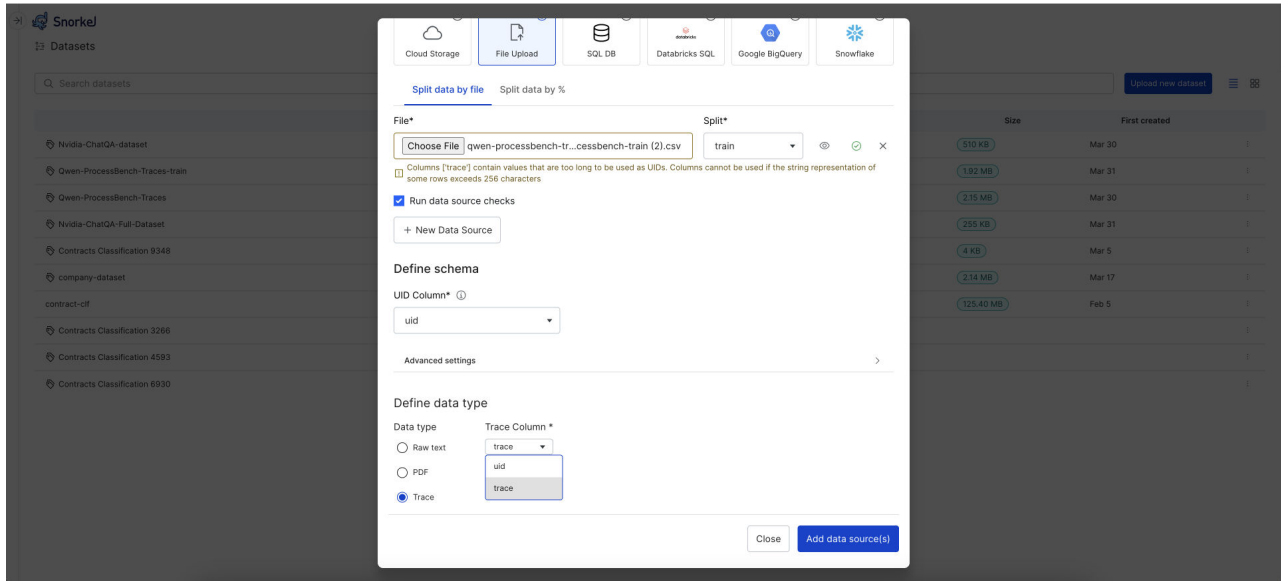 Snorkel
Datasets
Search datasets
Upload new dataset
Size First created
Nvidia-ChatQA-dataset 510 KB Mar 30
Qwen-ProcessBench-Traces-train 1.92 MB Mar 31
Qwen-ProcessBench-Traces 2.15 MB Mar 30
Nvidia-ChatQA-Full-Dataset 255 KB Mar 31
Contracts Classification 9348 4 KB Mar 5
company-dataset 2.14 MB Mar 17
contract-clf 125.40 MB Feb 5
Contracts Classification 3266
Contracts Classification 4593
Contracts Classification 6930
Cloud Storage File Upload SQL DB databricks Databricks SQL Google BigQuery Snowflake
Split data by file Split data by %
File* Split*
Choose File qwen-processbench-tr...cessbench-train (2).csv train
Columns ['trace'] contain values that are too long to be used as UIDs. Columns cannot be used if the string representation of
some rows exceeds 256 characters
Run data source checks
+ New Data Source
Define schema
UID Column*
uid
Advanced settings
Define data type
Data type Trace Column *
Raw text trace
PDF uid
Trace trace
Close Add data source(s)